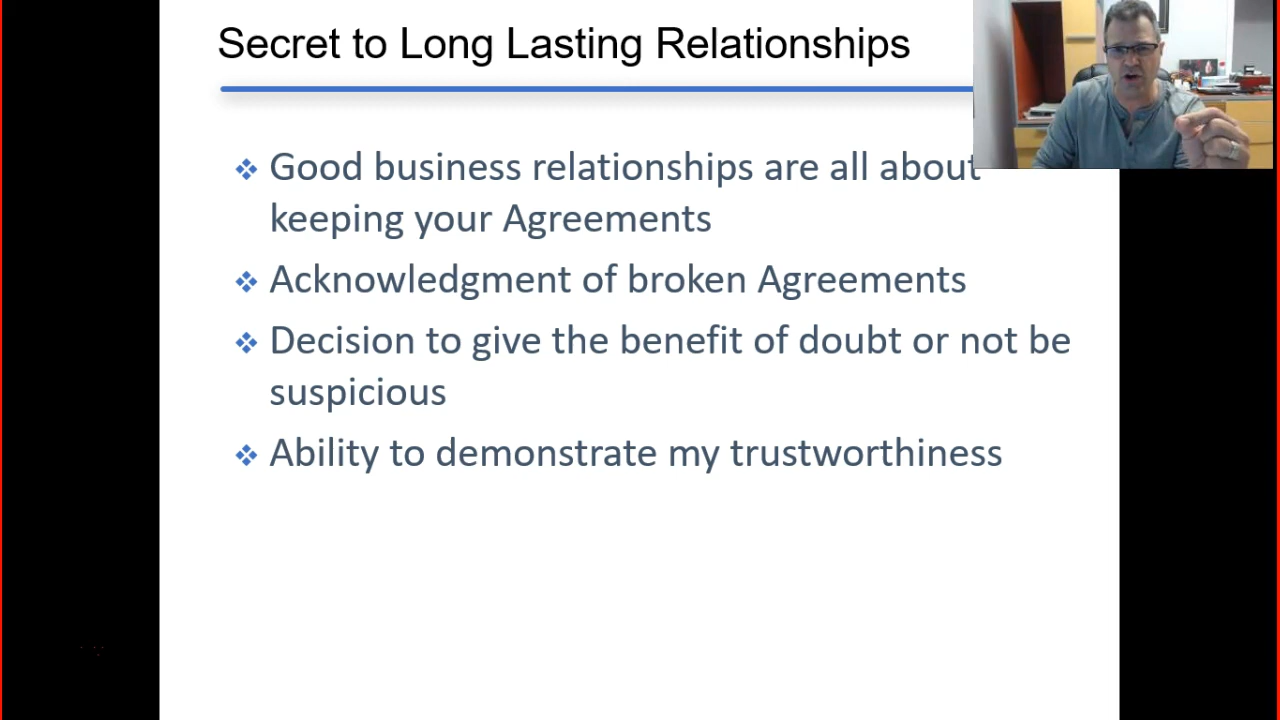 Secret to Long Lasting Relationships
Good business relationships are all about
keeping your Agreements
Acknowledgment of broken Agreements
Decision to give the benefit of doubt or not be
suspicious
Ability to demonstrate my trustworthiness